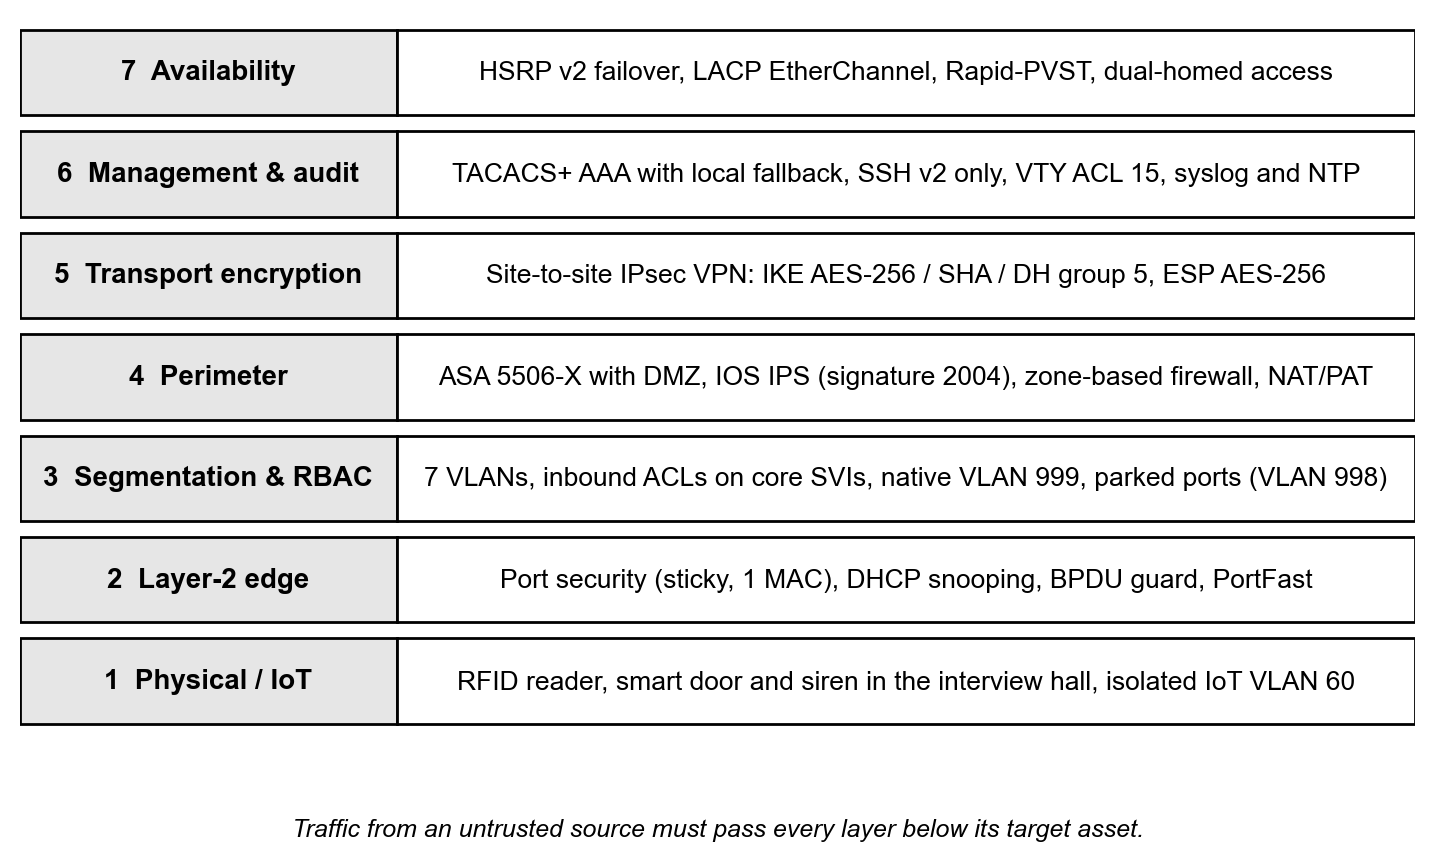 7 Availability
HSRP v2 failover, LACP EtherChannel, Rapid-PVST, dual-homed access
6 Management & audit
TACACS+ AAA with local fallback, SSH v2 only, VTY ACL 15, syslog and NTP
5 Transport encryption
Site-to-site IPsec VPN: IKE AES-256 / SHA / DH group 5, ESP AES-256
4 Perimeter
ASA 5506-X with DMZ, IOS IPS (signature 2004), zone-based firewall, NAT/PAT
3 Segmentation & RBAC
7 VLANs, inbound ACLs on core SVIs, native VLAN 999, parked ports (VLAN 998)
2 Layer-2 edge
Port security (sticky, 1 MAC), DHCP snooping, BPDU guard, PortFast
1 Physical / IoT
RFID reader, smart door and siren in the interview hall, isolated IoT VLAN 60
Traffic from an untrusted source must pass every layer below its target asset.